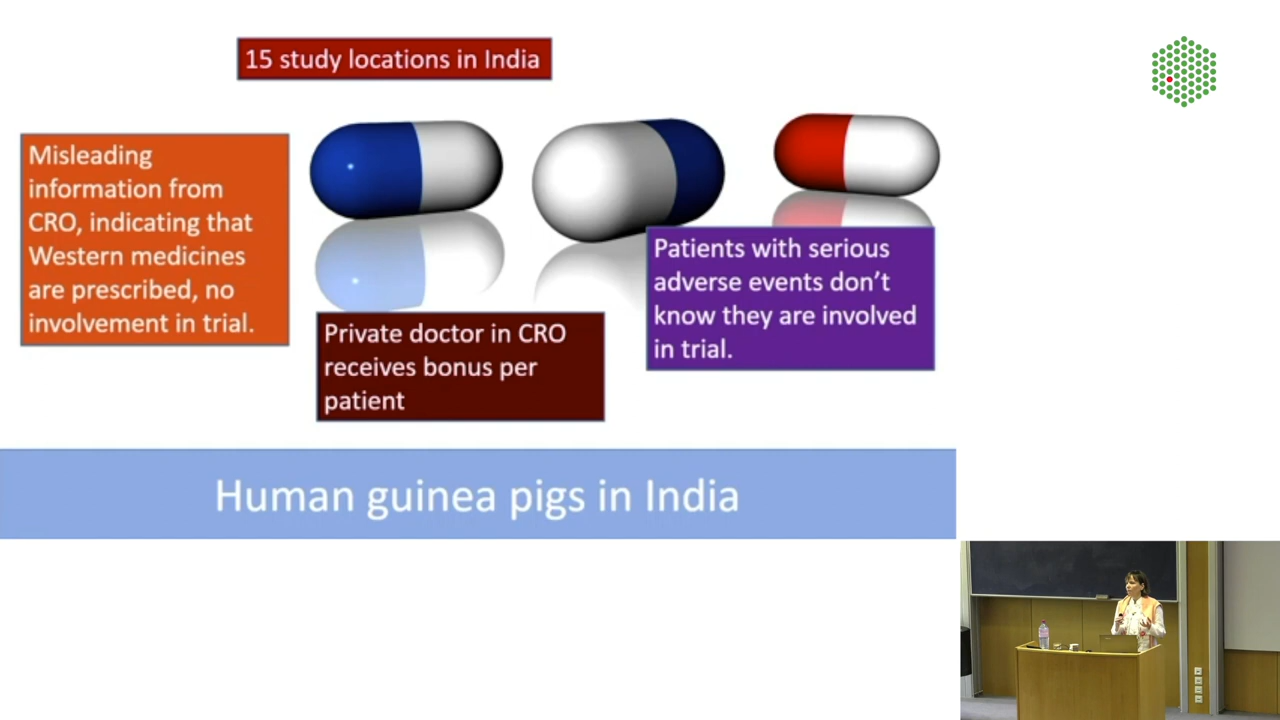 15 study locations in India
Misleading
information from
CRO, indicating that
Western medicines
are prescribed, no
involvement in trial.
Private doctor in CRO
receives bonus per
patient
Patients with serious
adverse events don't
know they are involved
in trial.
Human guinea pigs in India